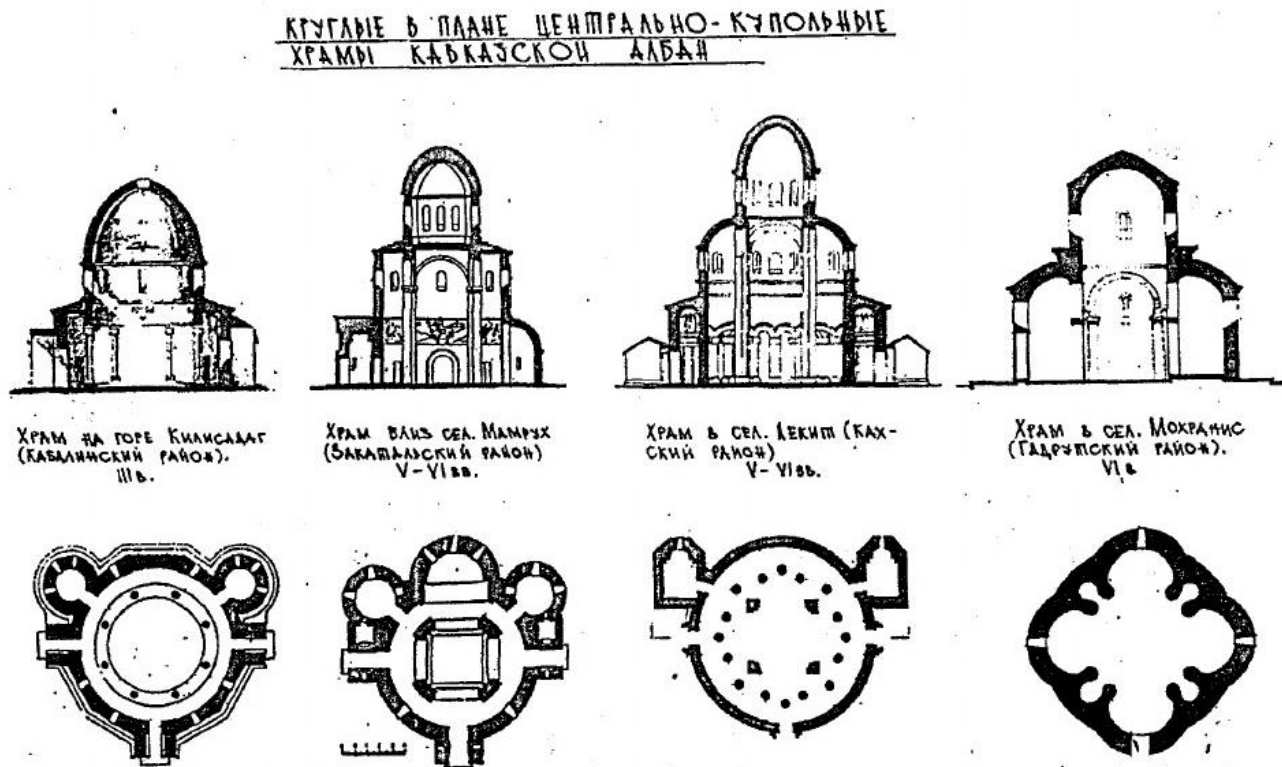 КРУГЛЫЕ В ПЛАНЕ ЦЕНТРАЛЬНО-КУПОЛЬНЫЕ
ХРАМЫ КАВКАЗСКОЙ АЛБАН
ХРАМ НА ГОРЕ КИЛИСАДАГ
(КАБАЛИНСКИЙ РАЙОН).
III В.
ХРАМ БЛИЗ СЕЛ. МАМРУХ
(ЗАКАТАЛЬСКИЙ РАЙОН)
V-VI ВВ.
ХРАМ В СЕЛ. ЛЕКИТ (КАХ-
СКИЙ РАЙОН)
V-VI ВВ.
ХРАМ В СЕЛ. МОХРАНИС
(ГАДРУТСКИЙ РАЙОН).
VI В